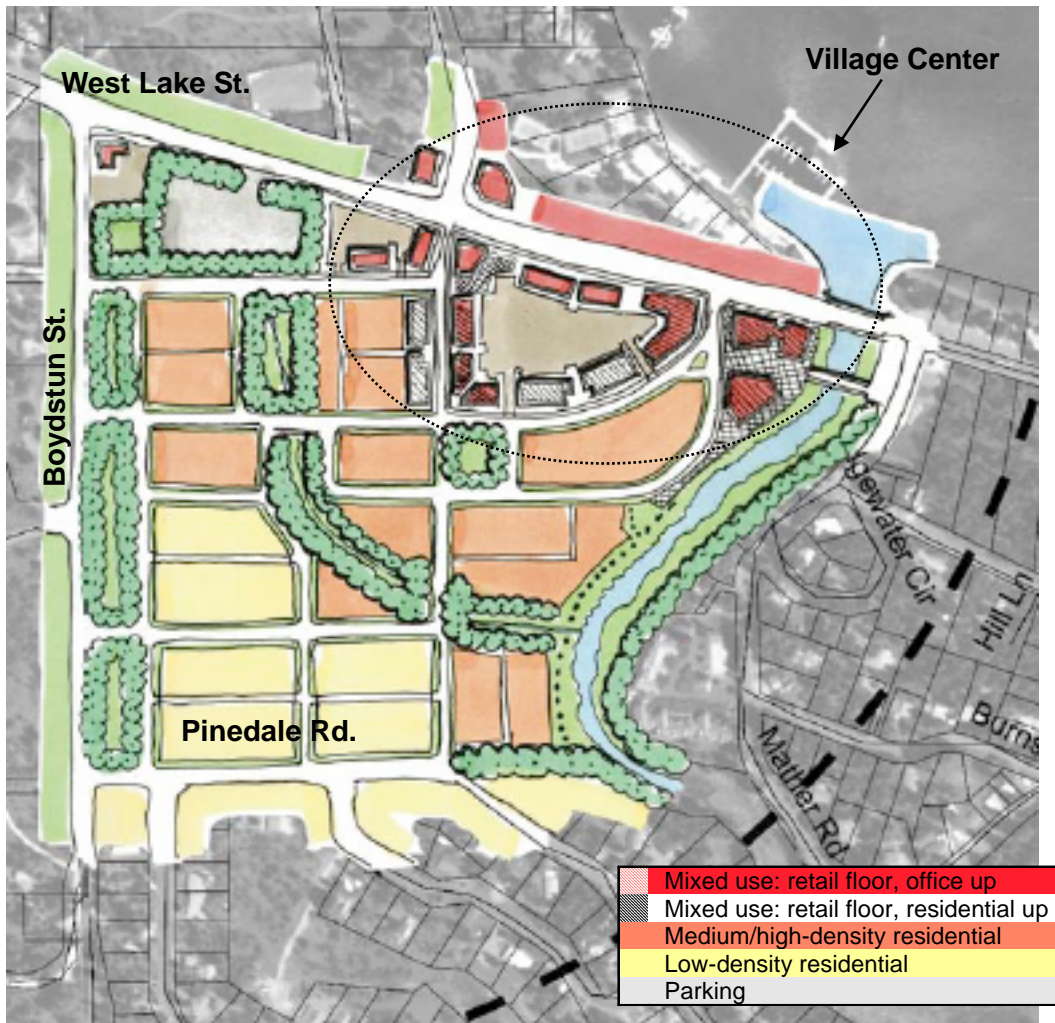 Village Center
West Lake St.
Boydstun St.
gewater Cir
Hill Ln
Burns
Pinedale Rd.
Mather Rd
Mixed use: retail floor, office up
Mixed use: retail floor, residential up
Medium/high-density residential
Low-density residential
Parking